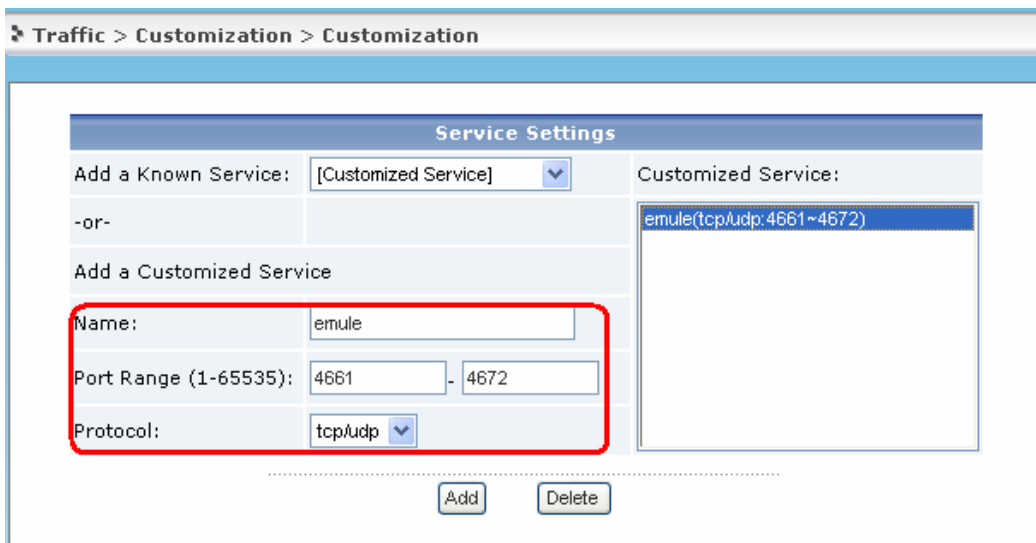 Traffic > Customization > Customization
Service Settings
Add a Known Service: [Customized Service] Customized Service:
-or- emule(tcp/udp:4661~4672)
Add a Customized Service
Name: emule
Port Range (1-65535): 4661 - 4672
Protocol: tcp/udp
Add Delete